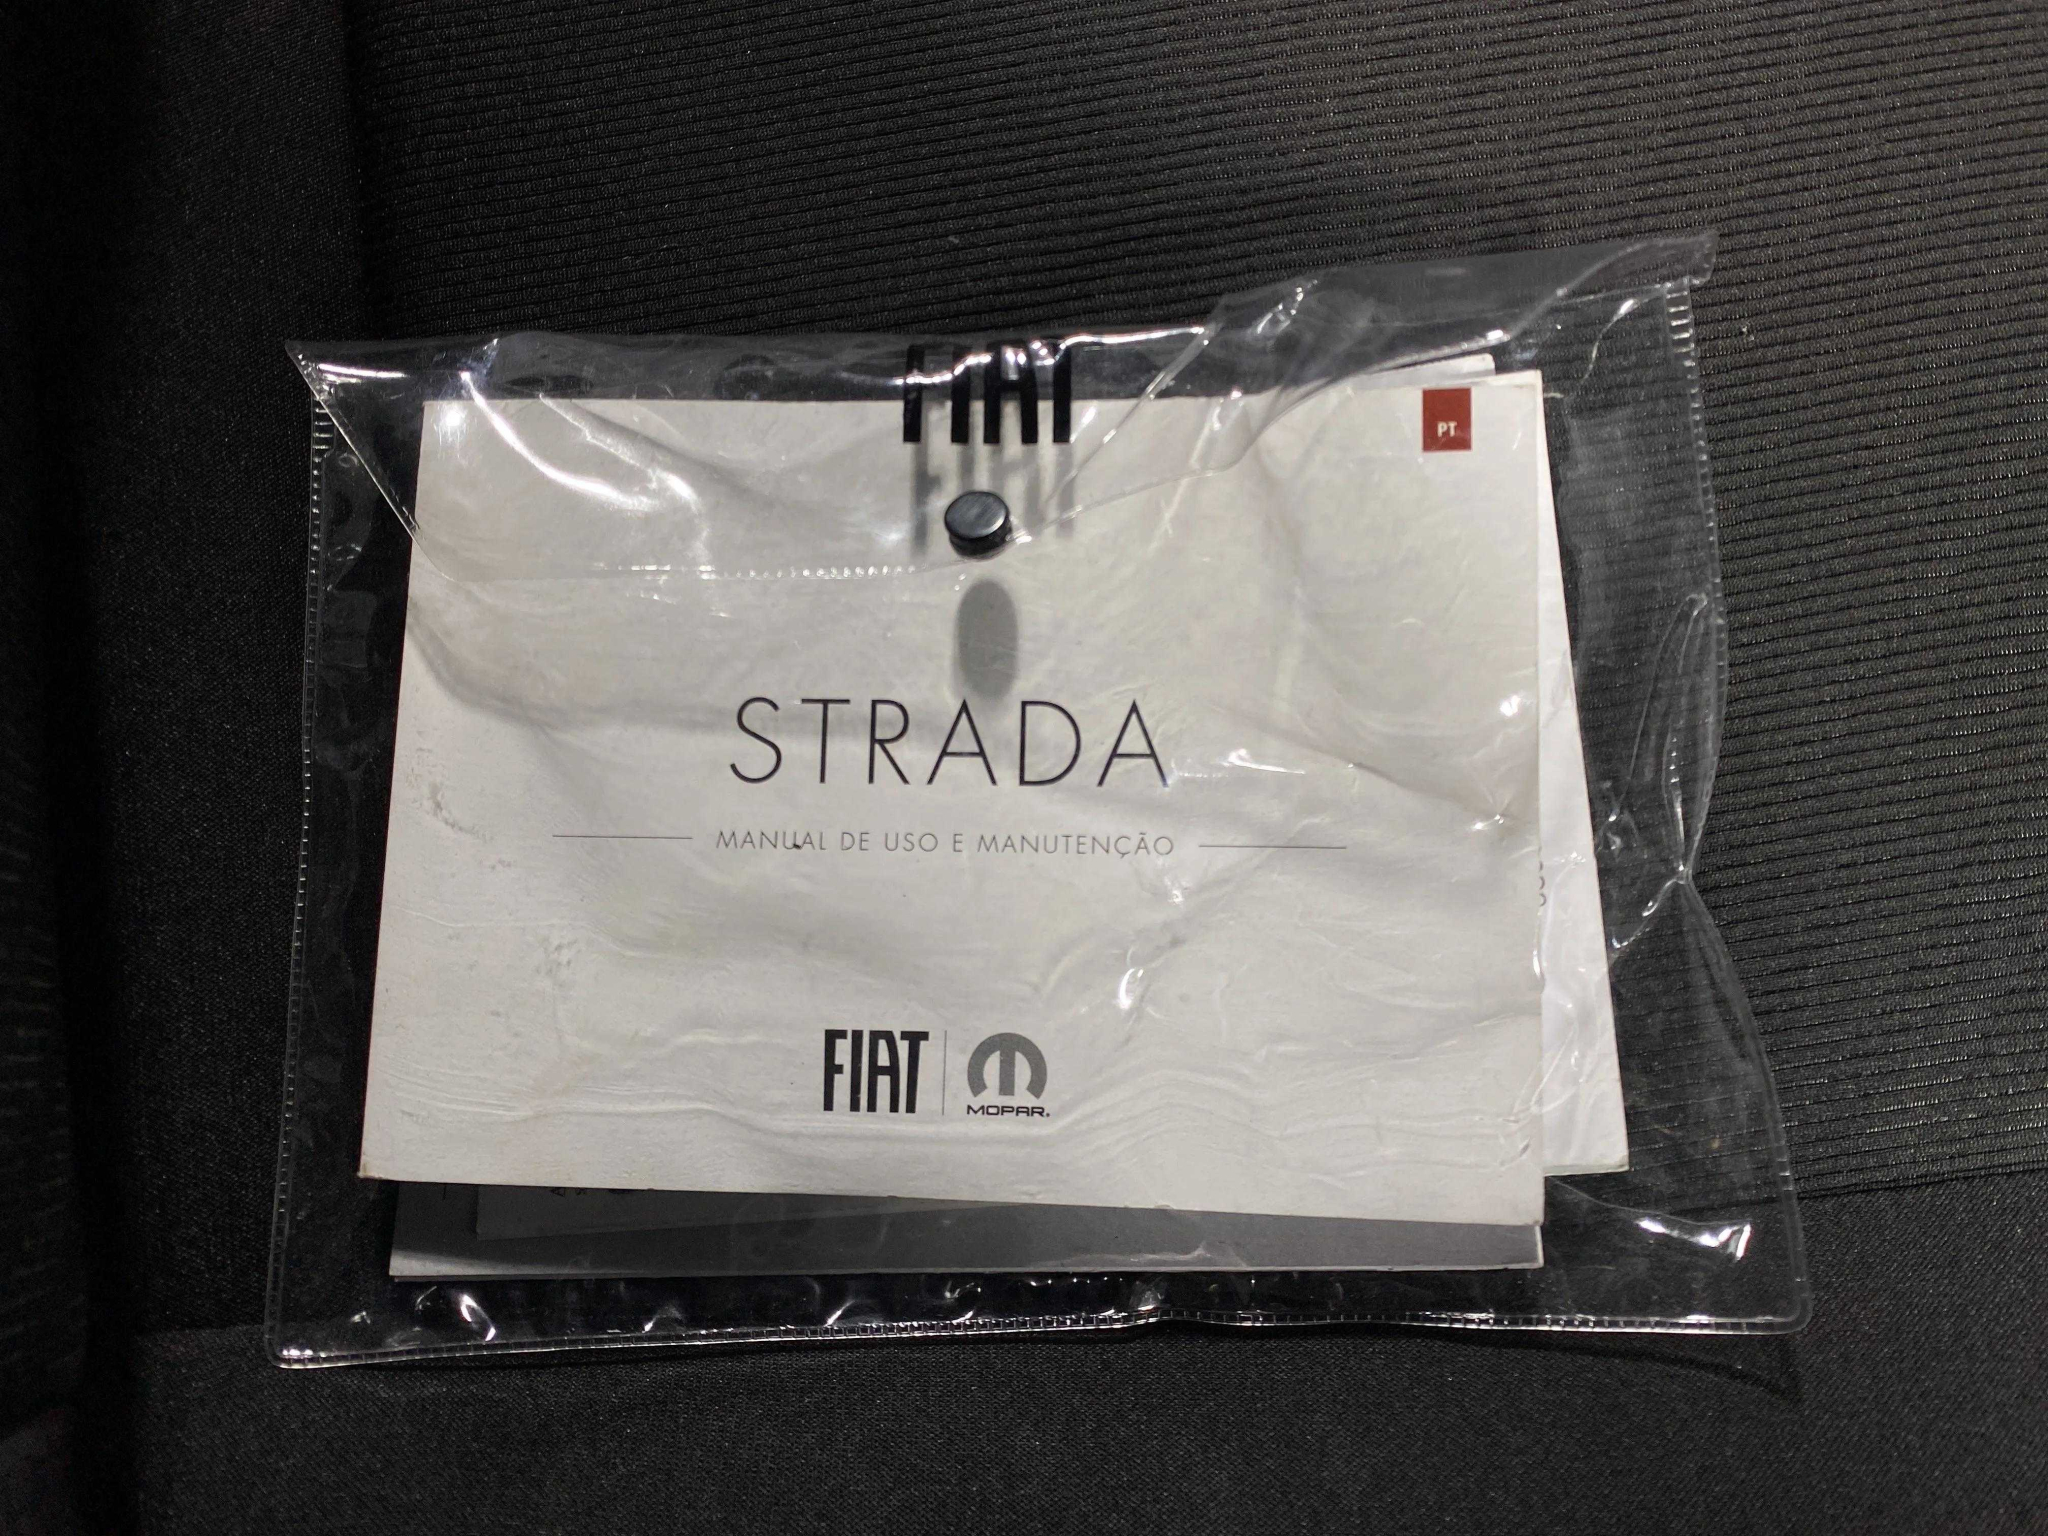 FIAT
PT
STRADA
MANUAL DE USO E MANUTENÇÃO
FIAT
MOPAR.